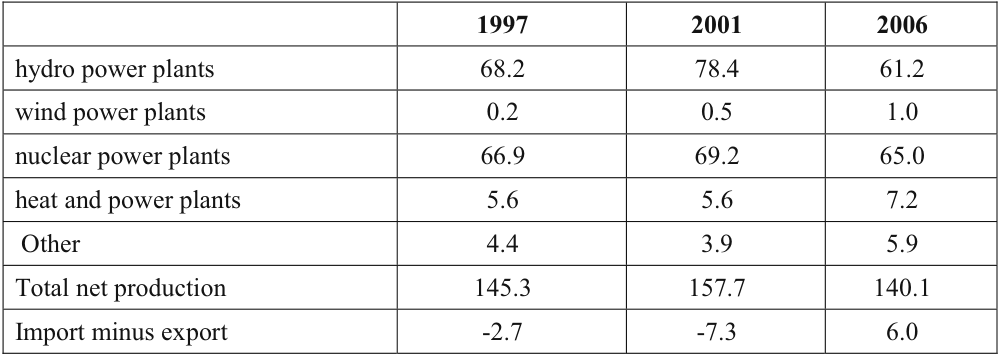 1997 2001 2006
hydro power plants 68.2 78.4 61.2
wind power plants 0.2 0.5 1.0
nuclear power plants 66.9 69.2 65.0
heat and power plants 5.6 5.6 7.2
Other 4.4 3.9 5.9
Total net production 145.3 157.7 140.1
Import minus export -2.7 -7.3 6.0